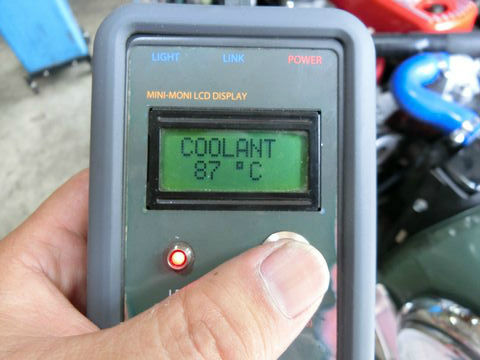 LIGHT LINK POWER
MINI-MONI LCD DISPLAY
COOLANT
87 °C